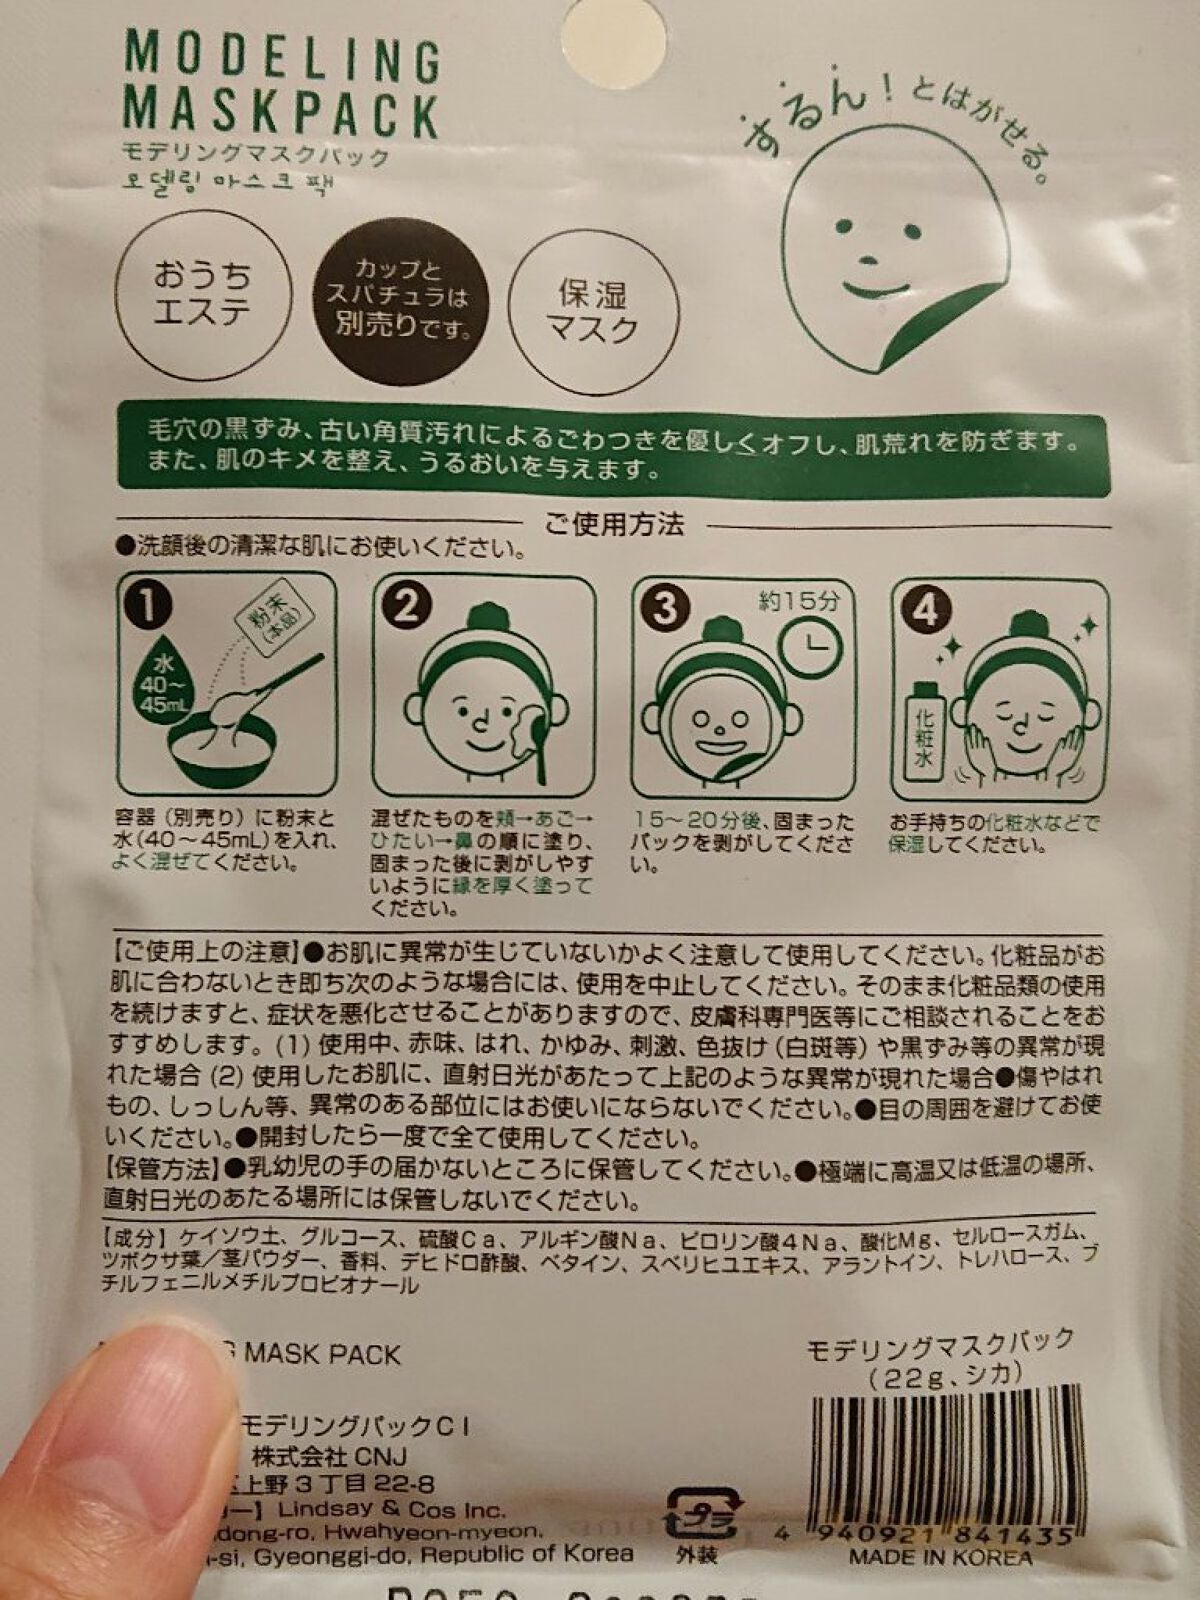 MODELING
MASKPACK
モデリングマスクパック
모델링 마스크 팩
するん！とはがせる。
おうち
エステ
カップと
スパチュラは
別売りです。
保湿
マスク
毛穴の黒ずみ、古い角質汚れによるごわつきを優しくオフし、肌荒れを防ぎます。
また、肌のキメを整え、うるおいを与えます。
ご使用方法
●洗顔後の清潔な肌にお使いください。
1
粉末
(本品)
水
40～
45mL
容器（別売り）に粉末と
水(40～45mL)を入れ、
よく混ぜてください。
2
混ぜたものを頬→あご→
ひたい→鼻の順に塗り、
固まった後に剥がしやす
いように縁を厚く塗って
ください。
3
約15分
15～20分後、固まった
パックを剥がしてくださ
い。
4
化粧水
お手持ちの化粧水などで
保湿してください。
【ご使用上の注意】●お肌に異常が生じていないかよく注意して使用してください。化粧品がお
肌に合わないとき即ち次のような場合には、使用を中止してください。そのまま化粧品類の使用
を続けますと、症状を悪化させることがありますので、皮膚科専門医等にご相談されることをお
すすめします。(1)使用中、赤味、はれ、かゆみ、刺激、色抜け（白斑等）や黒ずみ等の異常が現
れた場合(2)使用したお肌に、直射日光があたって上記のような異常が現れた場合●傷やはれ
もの、しっしん等、異常のある部位にはお使いにならないでください。●目の周囲を避けてお使
いください。●開封したら一度で全て使用してください。
【保管方法】●乳幼児の手の届かないところに保管してください。●極端に高温又は低温の場所、
直射日光のあたる場所には保管しないでください。
【成分】ケイソウ土、グルコース、硫酸Ca、アルギン酸Na、ピロリン酸4Na、酸化Mg、セルロースガム、
ツボクサ葉／茎パウダー、香料、デヒドロ酢酸、ベタイン、スベリヒユエキス、アラントイン、トレハロース、ブ
チルフェニルメチルプロピオナール
MASK PACK
モデリングパックCI
株式会社CNJ
上野3丁目22-8
ー】Lindsay & Cos Inc.
dong-ro, Hwahyeon-myeon,
-si, Gyeonggi-do, Republic of Korea
プラ
外装
モデリングマスクパック
（22g、シカ）
4 940921 841435
MADE IN KOREA